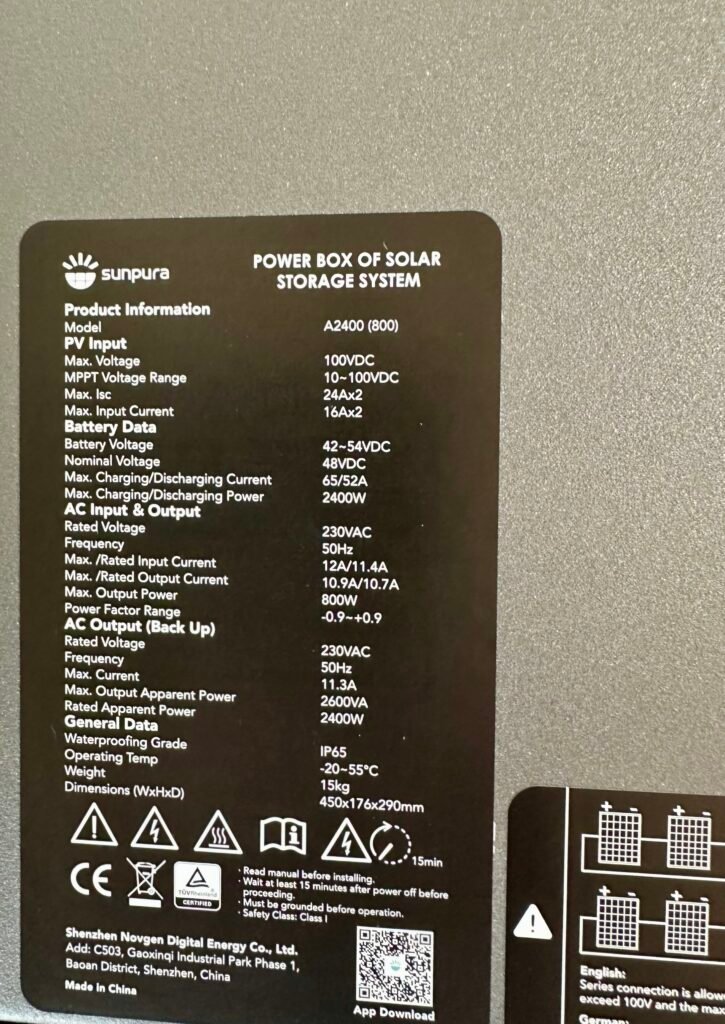 sunpura
POWER BOX OF SOLAR
STORAGE SYSTEM
Product Information
Model A2400 (800)
PV Input
Max. Voltage 100VDC
MPPT Voltage Range 10~100VDC
Max. Isc 24Ax2
Max. Input Current 16Ax2
Battery Data
Battery Voltage 42~54VDC
Nominal Voltage 48VDC
Max. Charging/Discharging Current 65/52A
Max. Charging/Discharging Power 2400W
AC Input & Output
Rated Voltage 230VAC
Frequency 50Hz
Max. /Rated Input Current 12A/11.4A
Max. /Rated Output Current 10.9A/10.7A
Max. Output Power 800W
Power Factor Range -0.9~+0.9
AC Output (Back Up)
Rated Voltage 230VAC
Frequency 50Hz
Max. Current 11.3A
Max. Output Apparent Power 2600VA
Rated Apparent Power 2400W
General Data
Waterproofing Grade IP65
Operating Temp -20~55°C
Weight 15kg
Dimensions (WxHxD) 450x176x290mm
15min
CE
TÜVRheinland
CERTIFIED
· Read manual before installing.
· Wait at least 15 minutes after power off before
proceeding.
· Must be grounded before operation.
· Safety Class: Class I
Shenzhen Novgen Digital Energy Co., Ltd.
Add: C503, Gaoxinqi Industrial Park Phase 1,
Baoan District, Shenzhen, China
Made in China
App Download
English:
Series connection is allow
exceed 100V and the max
German